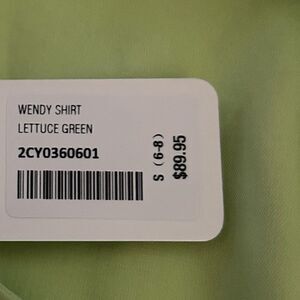 WENDY SHIRT
LETTUCE GREEN
2CY0360601
S (6-8)
$89.95